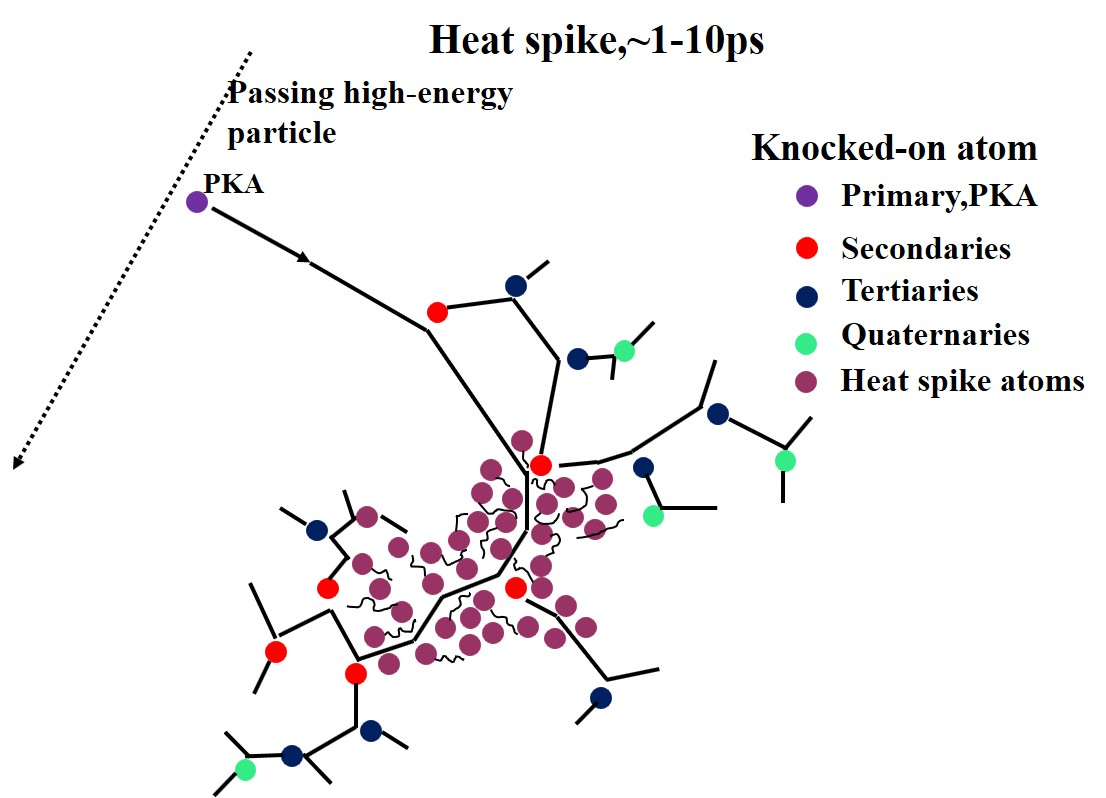 Heat spike,~1-10ps
Passing high-energy
particle
PKA
Knocked-on atom
Primary,PKA
Secondaries
Tertiaries
Quaternaries
Heat spike atoms